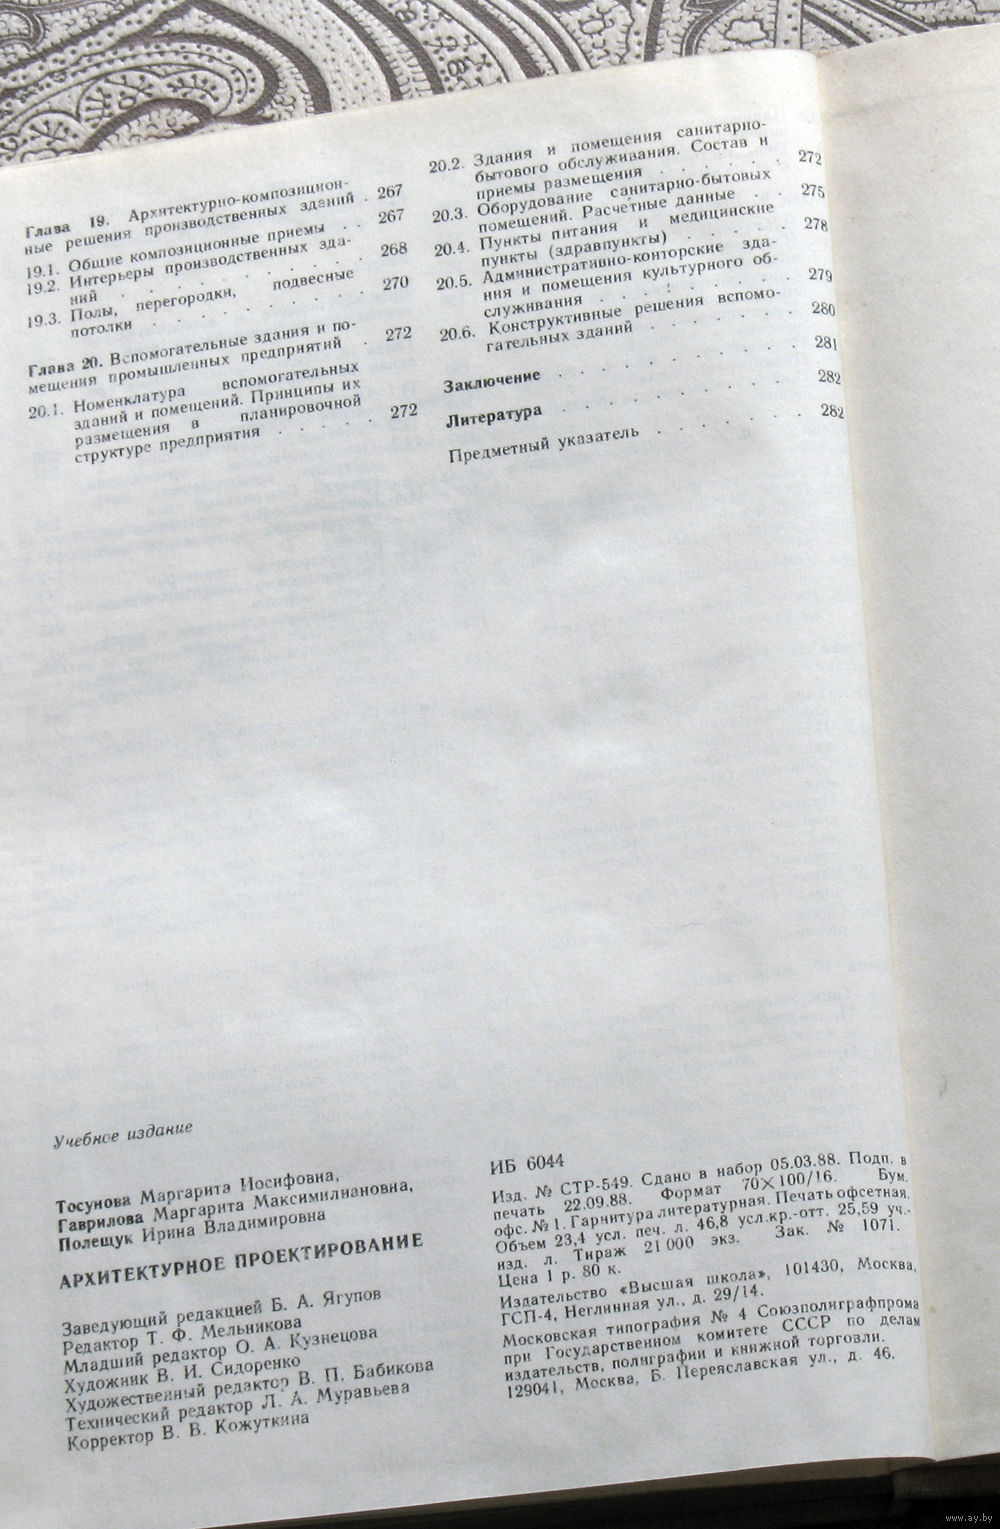 Глава 19. Архитектурно-композицион-
ные решения производственных зданий . 267
19.1. Общие композиционные приемы . . 267
19.2. Интерьеры производственных зда-
ний . . . . . . . . . . 268
19.3. Полы, перегородки, подвесные
потолки . . . . . . . . . 270
Глава 20. Вспомогательные здания и по-
мещения промышленных предприятий . 272
20.1. Номенклатура вспомогательных
зданий и помещений. Принципы их
размещения в планировочной
структуре предприятия . . . . . 272
20.2. Здания и помещения санитарно-
бытового обслуживания. Состав и
приемы размещения . . . . . 272
20.3. Оборудование санитарно-бытовых
помещений. Расчетные данные . . 275
20.4. Пункты питания и медицинские
пункты (здравпункты) . . . . . 278
20.5. Административно-конторские зда-
ния и помещения культурного об-
служивания . . . . . . . . 279
20.6. Конструктивные решения вспомо-
гательных зданий . . . . . . . 280
Заключение . . . . . . . . . . 281
Литература . . . . . . . . . . 282
Предметный указатель . . . . . . . 282
Учебное издание
Тосунова Маргарита Иосифовна,
Гаврилова Маргарита Максимилиановна,
Полещук Ирина Владимировна
АРХИТЕКТУРНОЕ ПРОЕКТИРОВАНИЕ
Заведующий редакцией Б. А. Ягупов
Редактор Т. Ф. Мельникова
Младший редактор О. А. Кузнецова
Художник В. И. Сидоренко
Художественный редактор В. П. Бабикова
Технический редактор Л. А. Муравьева
Корректор В. В. Кожуткина
ИБ 6044
Изд. № СТР-549. Сдано в набор 05.03.88. Подп. в
печать 22.09.88. Формат 70×100/16. Бум.
офс. № 1. Гарнитура литературная. Печать офсетная.
Объем 23,4 усл. печ. л. 46,8 усл.кр.-отт. 25,59 уч.-
изд. л. Тираж 21 000 экз. Зак. № 1071.
Цена 1 р. 80 к.
Издательство «Высшая школа», 101430, Москва,
ГСП-4, Неглинная ул., д. 29/14.
Московская типография № 4 Союзполиграфпрома
при Государственном комитете СССР по делам
издательств, полиграфии и книжной торговли.
129041, Москва, Б. Переяславская ул., д. 46.
www.ay.by